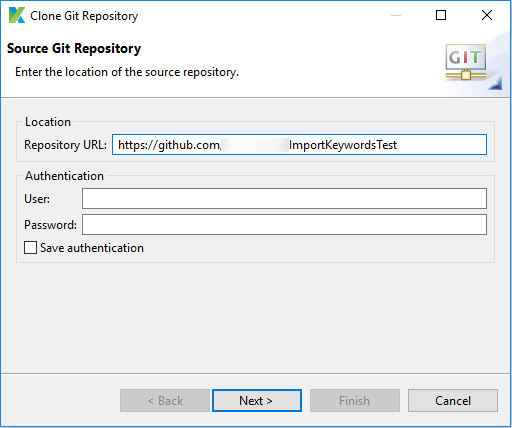 Clone Git Repository
Source Git Repository
Enter the location of the source repository.
GIT
Location
Repository URL: https://github.com/ ImportKeywordsTest
Authentication
User:
Password:
Save authentication
< Back Next > Finish Cancel